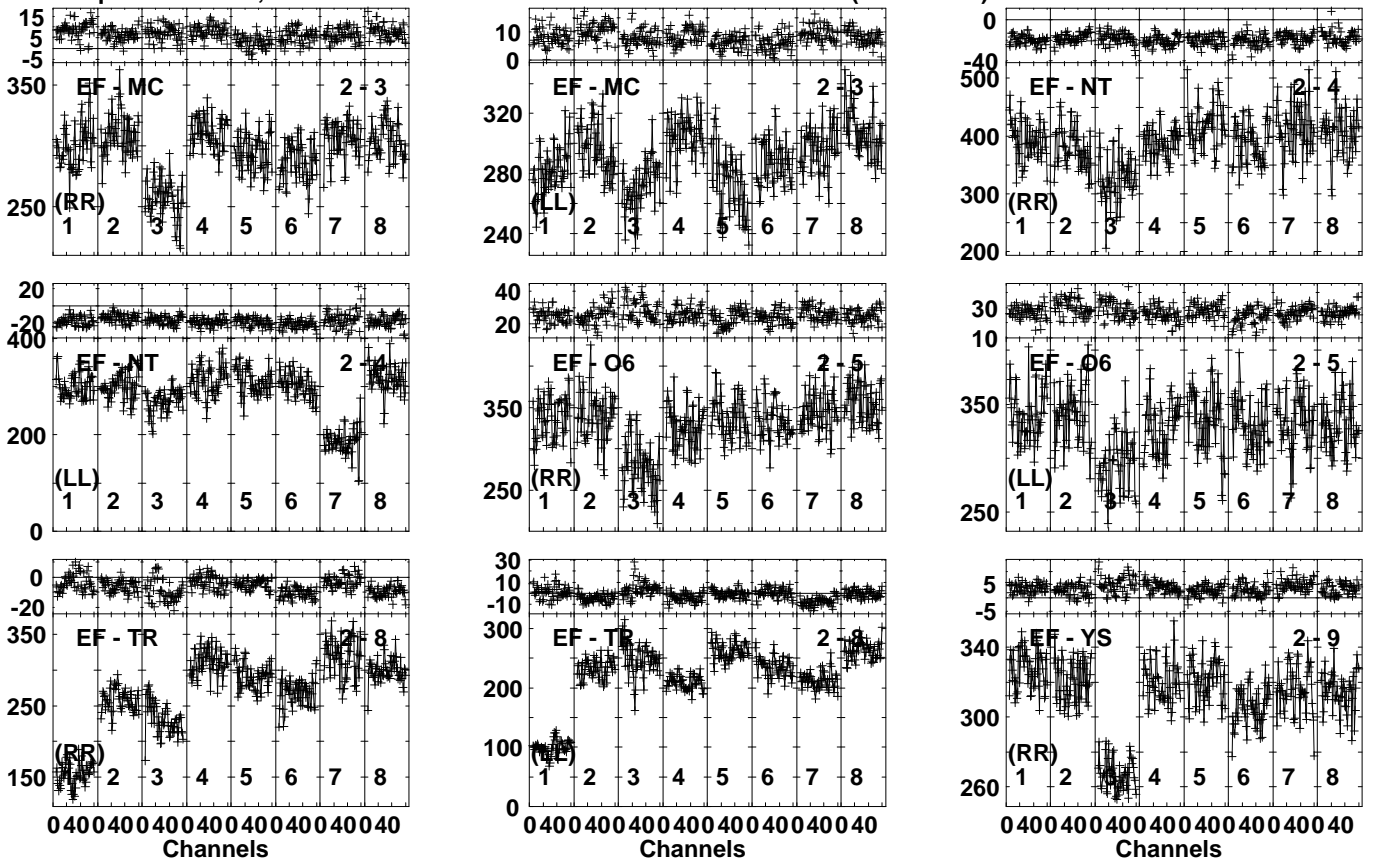 15
5
-5
350
EF - MC 2 - 3
250
(RR)
1 2 3 4 5 6 7 8
10
0
320
EF - MC 2 - 3
280
240
(LL)
1 2 3 4 5 6 7 8
0
-40
500
EF - NT 2 - 4
400
300
200
(RR)
1 2 3 4 5 6 7 8
20
-20
400
EF - NT 2 - 4
200
0
(LL)
1 2 3 4 5 6 7 8
40
20
EF - O6 2 - 5
350
250
(RR)
1 2 3 4 5 6 7 8
30
10
EF - O6 2 - 5
350
250
(LL)
1 2 3 4 5 6 7 8
0
-20
350
EF - TR 2 - 8
250
150
(RR)
1 2 3 4 5 6 7 8
0 40 0 40 0 40 0 40 0 40 0 40 0 40 0 40
Channels
30
10
-10
300
EF - TR 2 - 8
200
100
0
(LL)
1 2 3 4 5 6 7 8
0 40 0 40 0 40 0 40 0 40 0 40 0 40 0 40
Channels
5
-5
340
EF - YS 2 - 9
300
260
(RR)
1 2 3 4 5 6 7 8
0 40 0 40 0 40 0 40 0 40 0 40 0 40 0 40
Channels